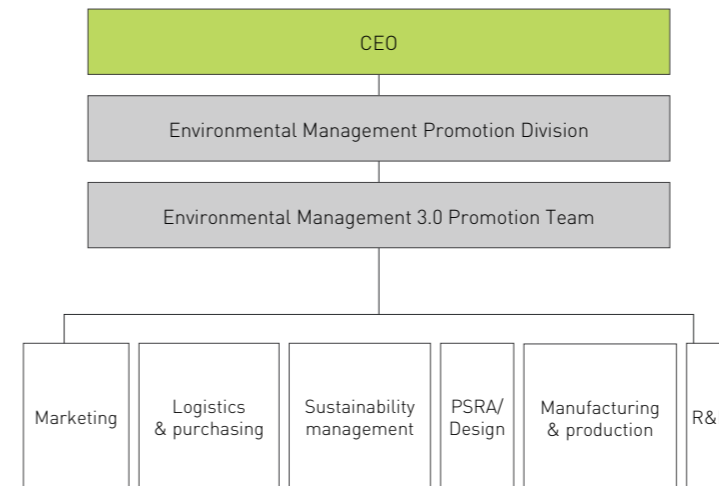 CEO
Environmental Management Promotion Division
Environmental Management 3.0 Promotion Team
Marketing
Logistics
& purchasing
Sustainability
management
PSRA/
Design
Manufacturing
& production
R&